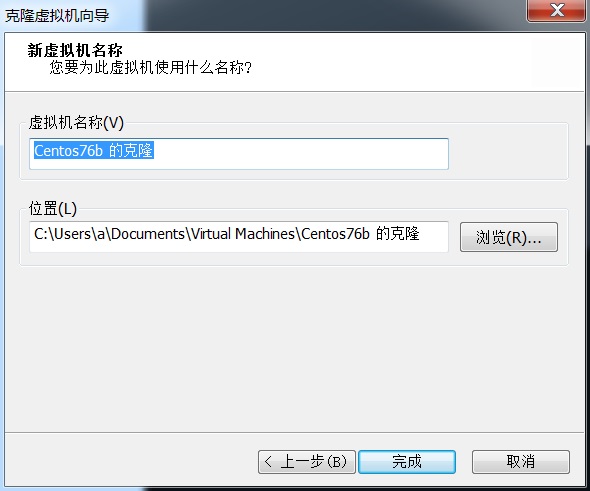 克隆虚拟机向导
新虚拟机名称
您要为此虚拟机使用什么名称?
虚拟机名称(V)
Centos76b 的克隆
位置(L)
C:\Users\a\Documents\Virtual Machines\Centos76b 的克隆
浏览(R)...
< 上一步(B)
完成
取消